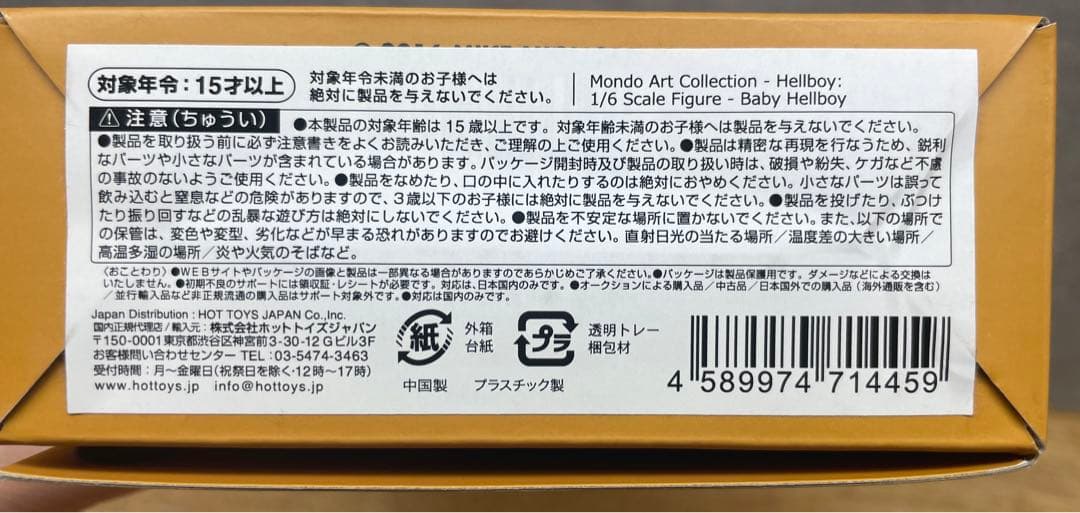 対象年令：15才以上
対象年令未満のお子様へは
絶対に製品を与えないでください。
Mondo Art Collection - Hellboy:
1/6 Scale Figure - Baby Hellboy
⚠ 注意（ちゅうい）
●本製品の対象年齢は 15 歳以上です。対象年齢未満のお子様へは製品を与えないでください。
●製品を取り扱う前に必ず注意書きをよくお読みいただき、ご理解の上ご使用ください。●製品は精密な再現を行なうため、鋭利
なパーツや小さなパーツが含まれている場合があります。パッケージ開封時及び製品の取り扱い時は、破損や紛失、ケガなど不慮
の事故のないようご使用ください。●製品をなめたり、口の中に入れたりするのは絶対におやめください。小さなパーツは誤って
飲み込むと窒息などの危険がありますので、３歳以下のお子様には絶対に製品を与えないでください。●製品を投げたり、ぶつけ
たり振り回すなどの乱暴な遊び方は絶対にしないでください。●製品を不安定な場所に置かないでください。また、以下の場所で
の保管は、変色や変型、劣化などが早まる恐れがありますのでお避けください。直射日光の当たる場所／温度差の大きい場所／
高温多湿の場所／炎や火気のそばなど。
〈おことわり〉●WEBサイトやパッケージの画像と製品は一部異なる場合がありますのであらかじめご了承ください。●パッケージは製品保護用です。ダメージなどによる交換は
いたしません。●初期不良のサポートには領収証・レシートが必要です。対応は、日本国内のみです。●オークションによる購入品／中古品／日本国外での購入品（海外通販を含む）
／並行輸入品など非正規流通の購入品はサポート対象外です。●対応は国内のみです。
Japan Distribution : HOT TOYS JAPAN Co.,Inc.
国内正規代理店／輸入元：株式会社ホットトイズジャパン
〒150-0001 東京都渋谷区神宮前3-30-12 Gビル3F
お客様問い合わせセンター TEL：03-5474-3463
受付時間：月～金曜日（祝祭日を除く・12時～17時）
www.hottoys.jp info@hottoys.jp
紙
外箱
台紙
プラ
透明トレー
梱包材
中国製
プラスチック製
4 589974 714459